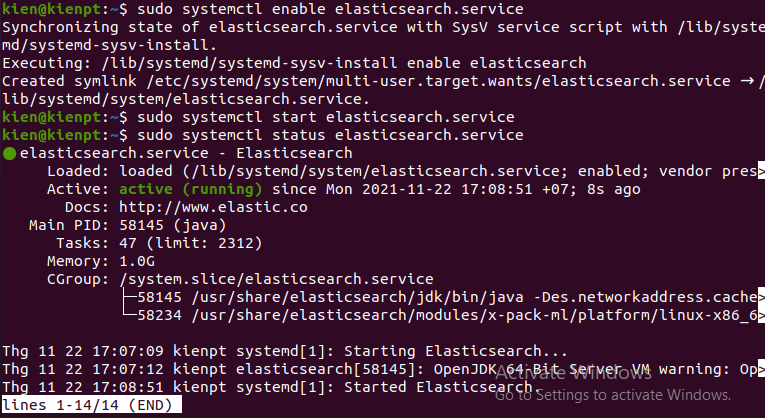 kien@kienpt:~$ sudo systemctl enable elasticsearch.service
Synchronizing state of elasticsearch.service with SysV service script with /lib/syste
md/systemd-sysv-install.
Executing: /lib/systemd/systemd-sysv-install enable elasticsearch
Created symlink /etc/systemd/system/multi-user.target.wants/elasticsearch.service → /
lib/systemd/system/elasticsearch.service.
kien@kienpt:~$ sudo systemctl start elasticsearch.service
kien@kienpt:~$ sudo systemctl status elasticsearch.service
● elasticsearch.service - Elasticsearch
Loaded: loaded (/lib/systemd/system/elasticsearch.service; enabled; vendor pres>
Active: active (running) since Mon 2021-11-22 17:08:51 +07; 8s ago
Docs: http://www.elastic.co
Main PID: 58145 (java)
Tasks: 47 (limit: 2312)
Memory: 1.0G
CGroup: /system.slice/elasticsearch.service
├─58145 /usr/share/elasticsearch/jdk/bin/java -Des.networkaddress.cache>
└─58234 /usr/share/elasticsearch/modules/x-pack-ml/platform/linux-x86_6>
Thg 11 22 17:07:09 kienpt systemd[1]: Starting Elasticsearch...
Thg 11 22 17:07:12 kienpt elasticsearch[58145]: OpenJDK 64-Bit Server VM warning: Op>
Thg 11 22 17:08:51 kienpt systemd[1]: Started Elasticsearch.
lines 1-14/14 (END)
Activate Windows
Go to Settings to activate Windows.